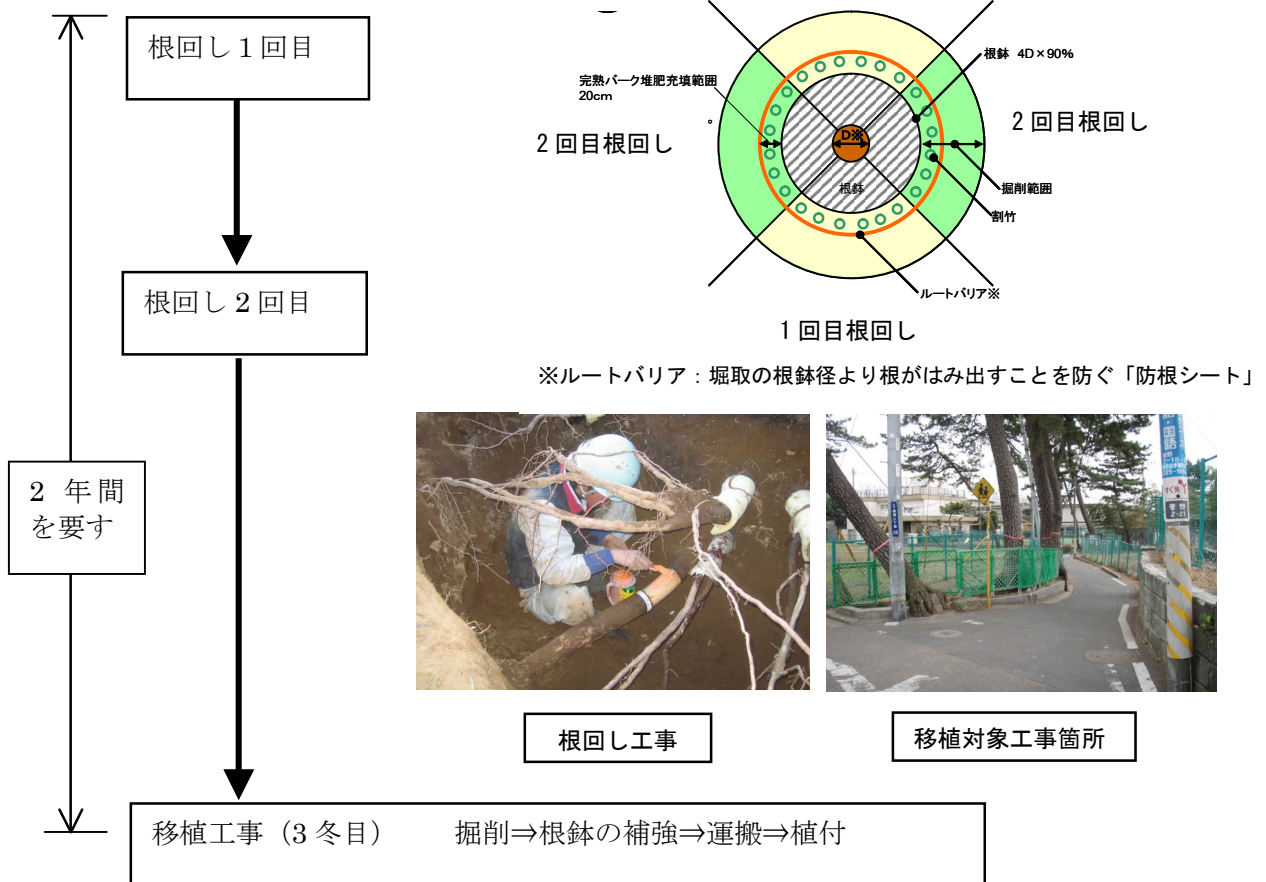 根回し1回目
根回し2回目
2 年間
を要す
完熟バーク堆肥充填範囲
20cm
根鉢 4D×90%
2回目根回し
2回目根回し
D※
根鉢
掘削範囲
割竹
ルートバリア※
1回目根回し
※ルートバリア：堀取の根鉢径より根がはみ出すことを防ぐ「防根シート」
根回し工事
移植対象工事箇所
移植工事（3冬目） 掘削⇒根鉢の補強⇒運搬⇒植付